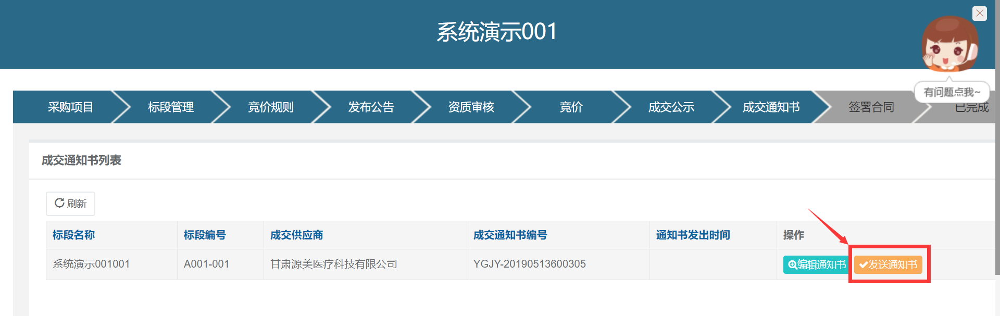 系统演示001
有问题点我~
采购项目
标段管理
竞价规则
发布公告
资质审核
竞价
成交公示
成交通知书
签署合同
已完成
成交通知书列表
刷新
标段名称 标段编号 成交供应商 成交通知书编号 通知书发出时间 操作
系统演示001001 A001-001 甘肃源美医疗科技有限公司 YGJY-20190513600305 编辑通知书 发送通知书